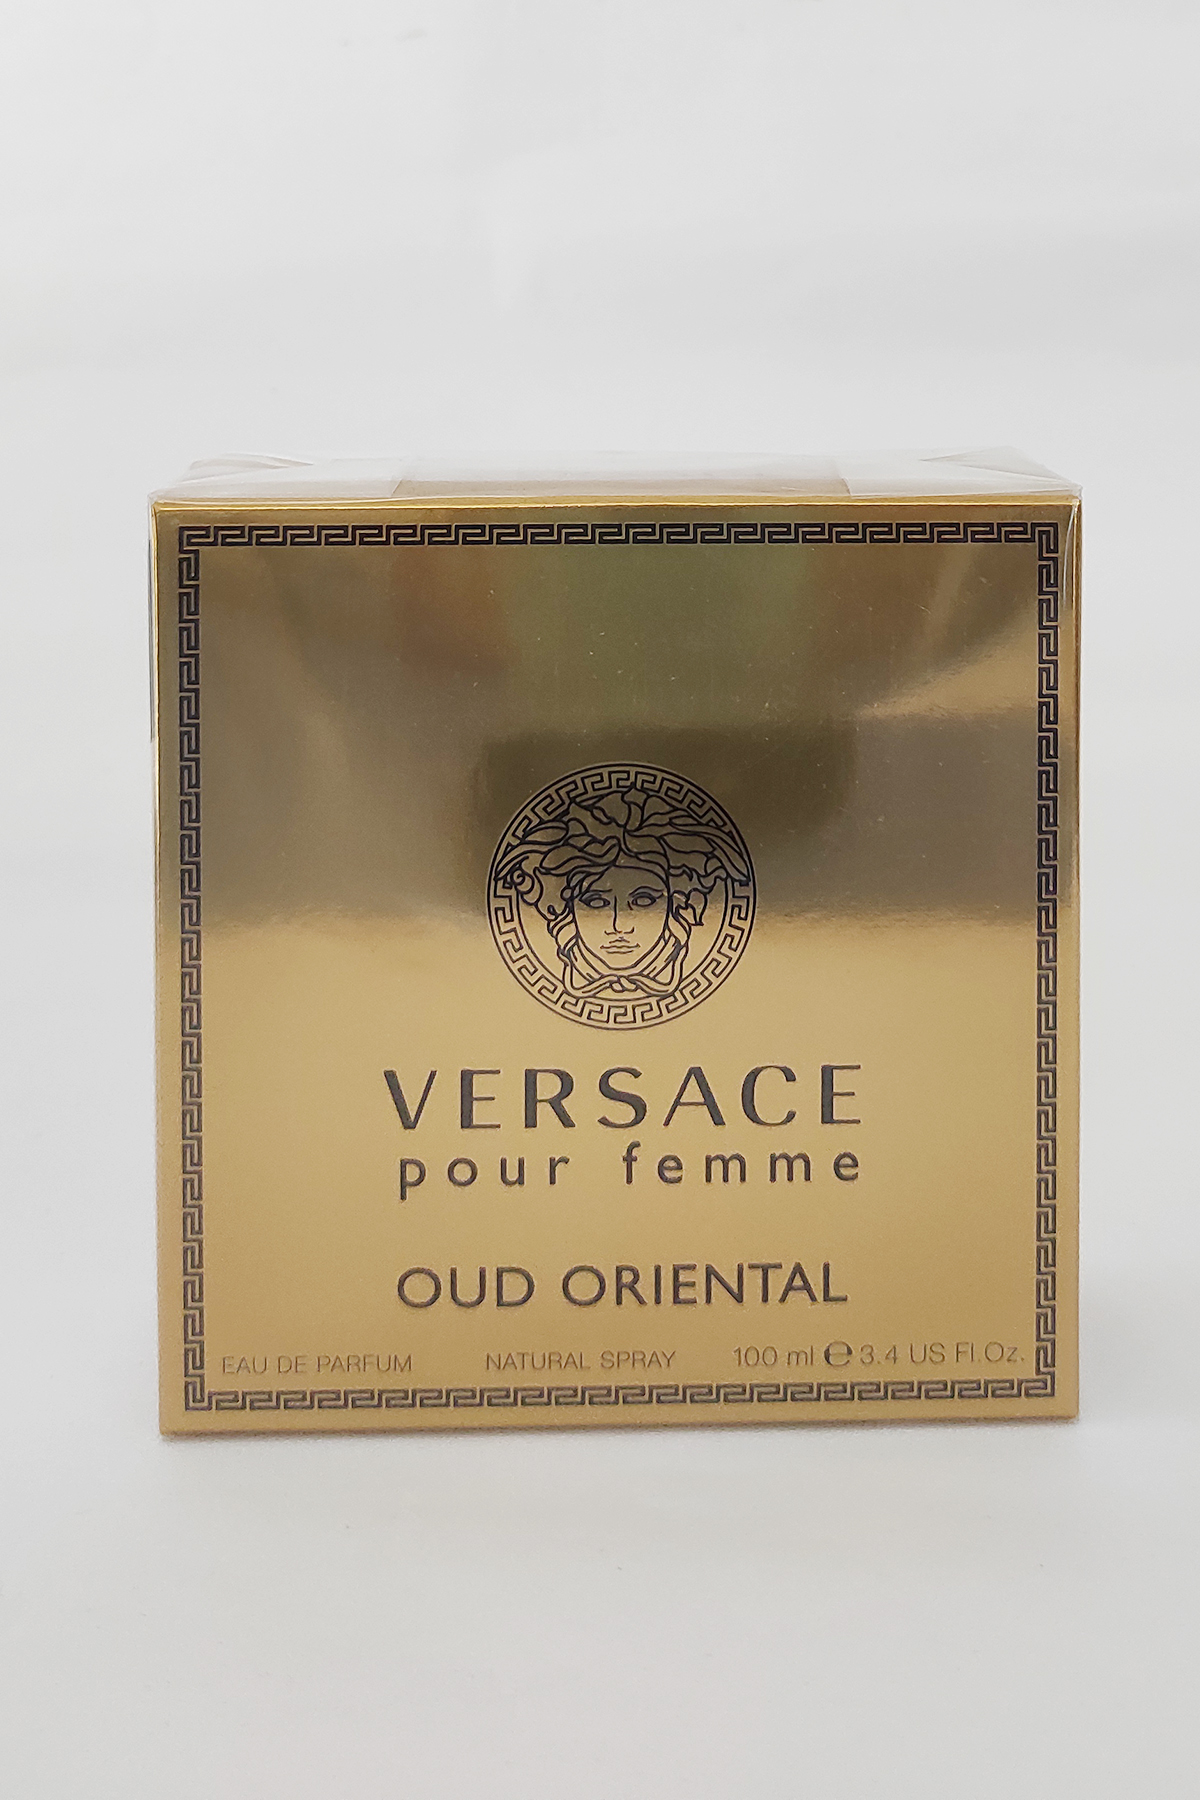 VERSACE
pour femme
OUD ORIENTAL
EAU DE PARFUM NATURAL SPRAY 100 ml ℮ 3.4 US Fl.Oz.